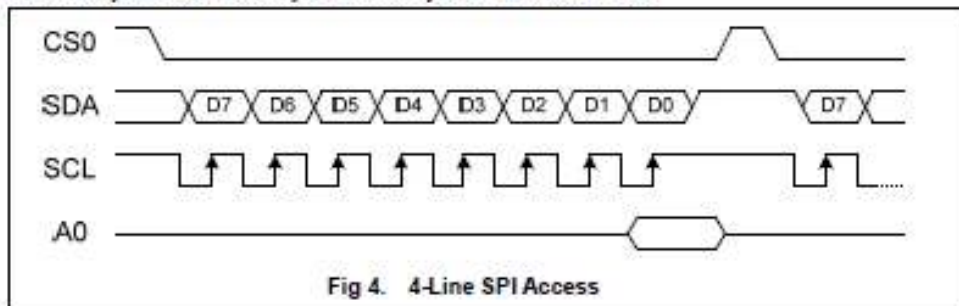 CS0
SDA D7 D6 D5 D4 D3 D2 D1 D0 D7
SCL
A0
Fig 4. 4-Line SPI Access